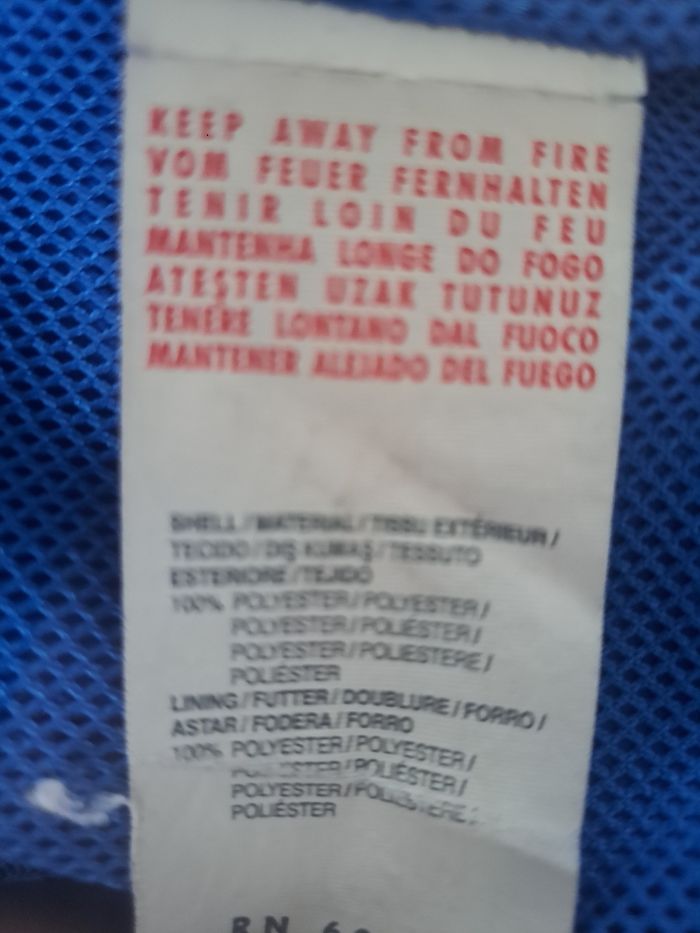 KEEP AWAY FROM FIRE
VOM FEUER FERNHALTEN
TENIR LOIN DU FEU
MANTENHA LONGE DO FOGO
ATEŞTEN UZAK TUTUNUZ
TENERE LONTANO DAL FUOCO
MANTENER ALEJADO DEL FUEGO
SHELL/MATERIAL/TISSU EXTÉRIEUR/
TECIDO/DIŞ KUMAŞ/TESSUTO
ESTERIORE/TEJIDO
100% POLYESTER/POLYESTER/
POLYESTER/POLIÉSTER/
POLYESTER/POLIESTERE/
POLIÉSTER
LINING/FUTTER/DOUBLURE/FORRO/
ASTAR/FODERA/FORRO
100% POLYESTER/POLYESTER/
POLYESTER/POLIÉSTER/
POLYESTER/POLIESTERE/
POLIÉSTER
RN